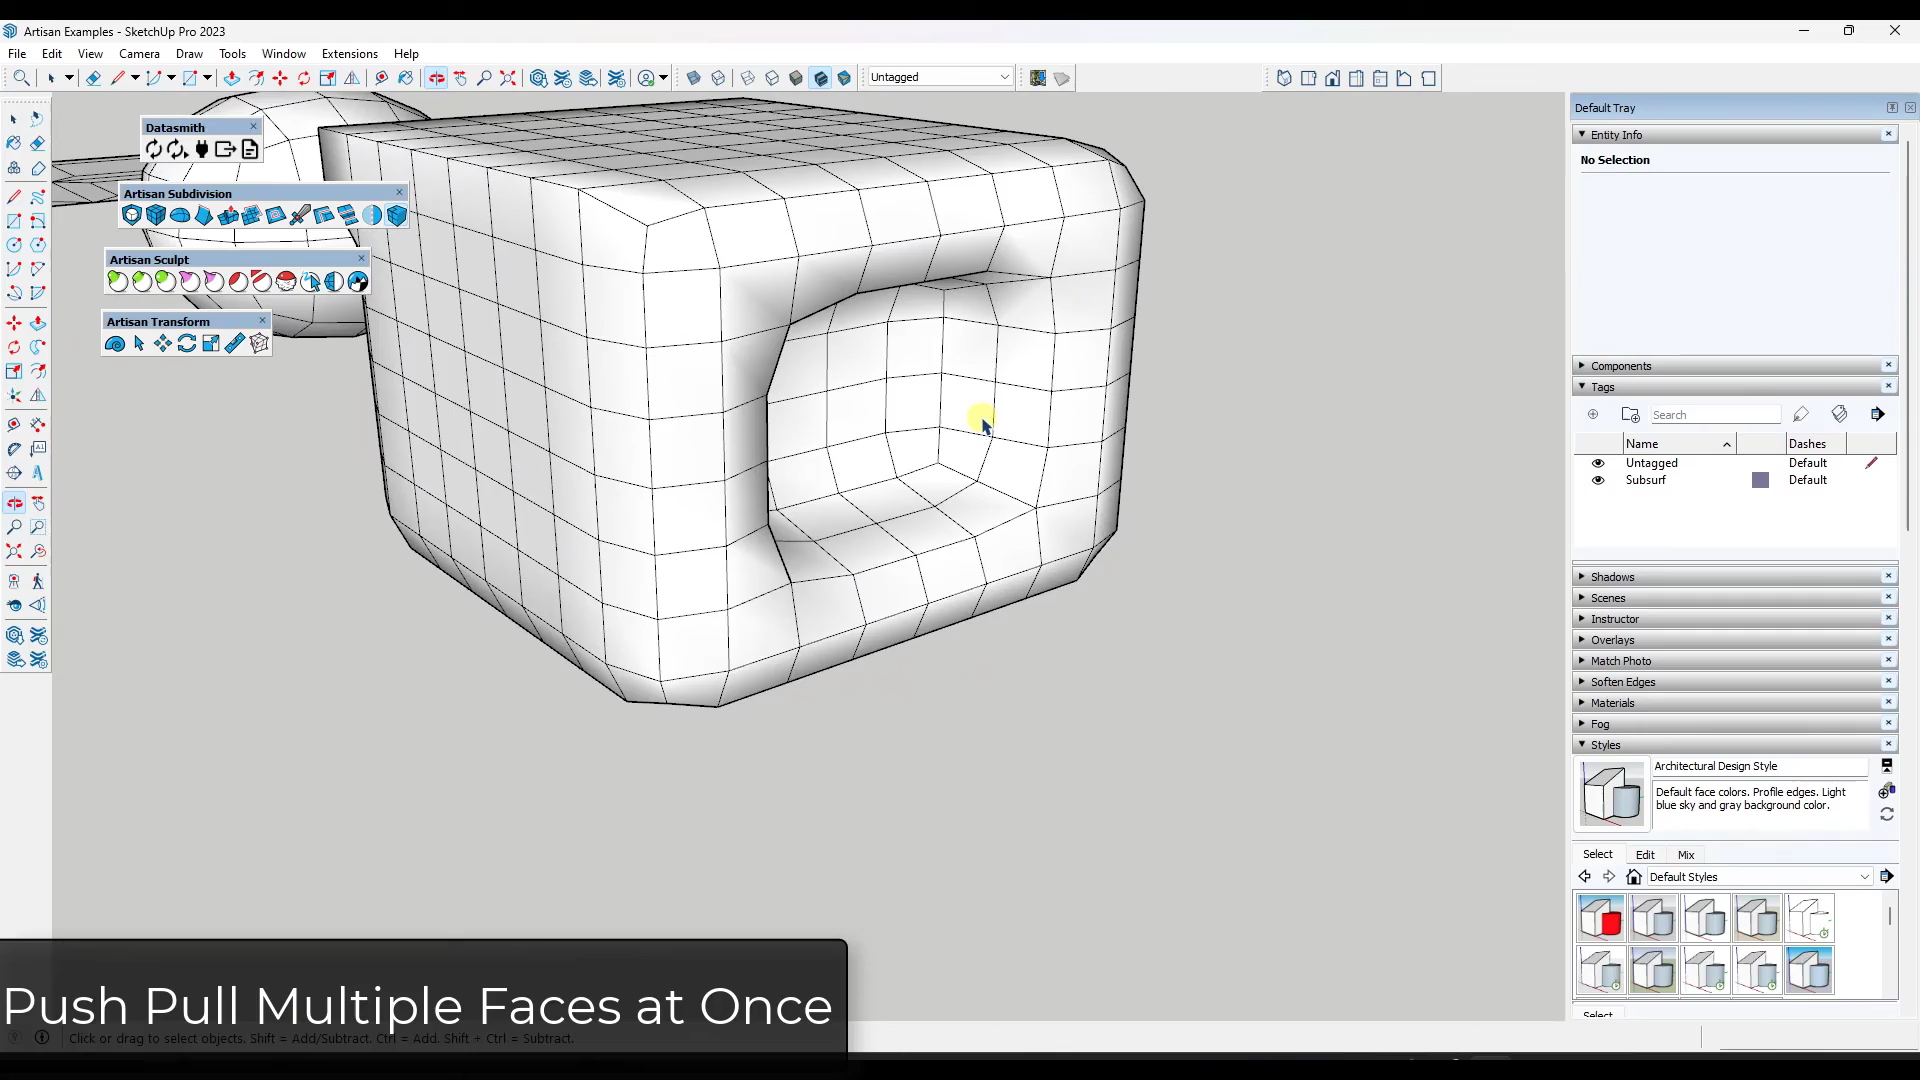 Artisan Examples - SketchUp Pro 2023
File Edit View Camera Draw Tools Window Extensions Help
Untagged
Default Tray
Entity Info
No Selection
Datasmith
Artisan Subdivision
Artisan Sculpt
Artisan Transform
Components
Tags
Search
Name Dashes
Untagged Default
Subsurf Default
Shadows
Scenes
Instructor
Overlays
Match Photo
Soften Edges
Materials
Fog
Styles
Architectural Design Style
Default face colors. Profile edges. Light
blue sky and gray background color.
Select Edit Mix
Default Styles
Select
Push Pull Multiple Faces at Once
Click or drag to select objects. Shift = Add/Subtract. Ctrl = Add. Shift + Ctrl = Subtract.